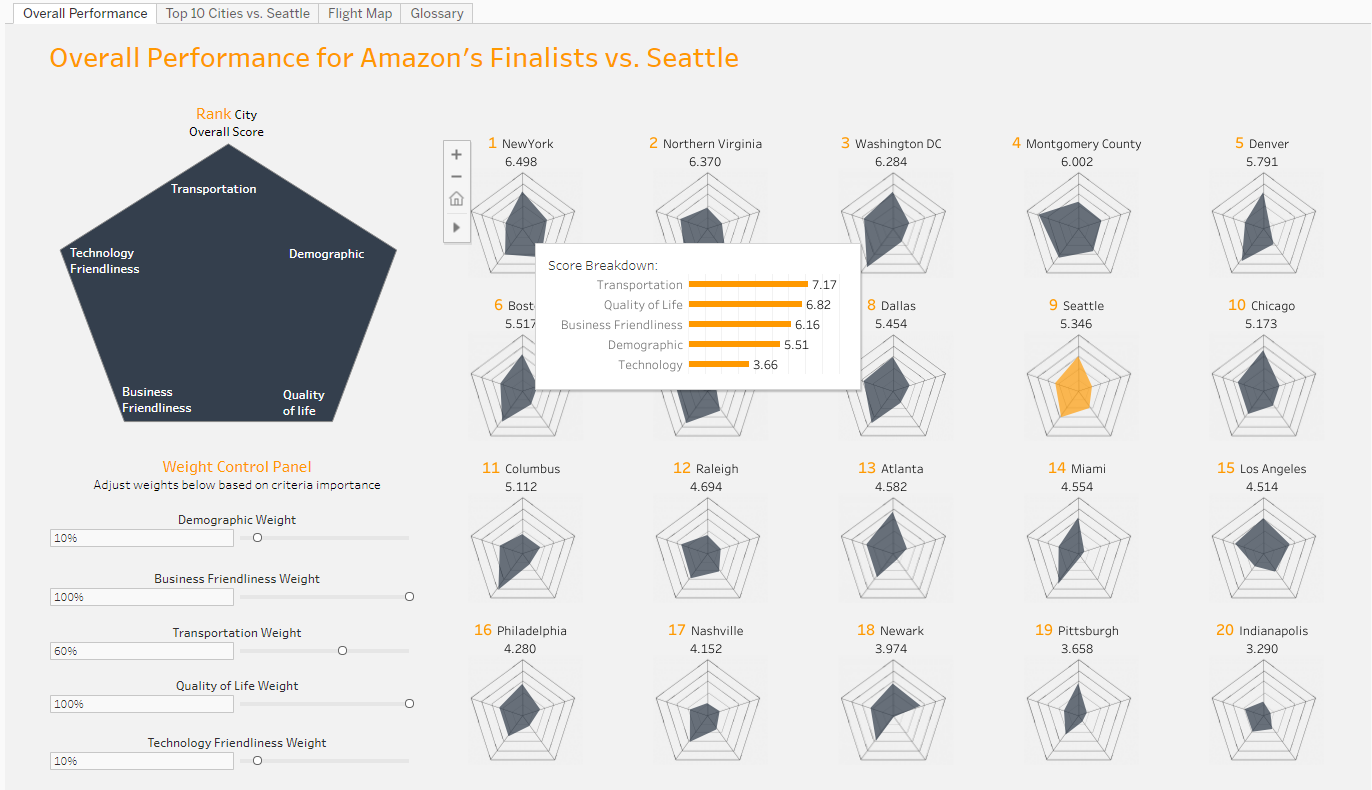 Overall Performance
Top 10 Cities vs. Seattle
Flight Map
Glossary
Overall Performance for Amazon's Finalists vs. Seattle
Rank City
Overall Score
Transportation
Technology
Friendliness
Demographic
Business
Friendliness
Quality
of life
Weight Control Panel
Adjust weights below based on criteria importance
Demographic Weight
10%
Business Friendliness Weight
100%
Transportation Weight
60%
Quality of Life Weight
100%
Technology Friendliness Weight
10%
1 NewYork
6.498
2 Northern Virginia
6.370
3 Washington DC
6.284
4 Montgomery County
6.002
5 Denver
5.791
Score Breakdown:
Transportation 7.17
Quality of Life 6.82
Business Friendliness 6.16
Demographic 5.51
Technology 3.66
6
5.517
8 Dallas
5.454
9 Seattle
5.346
10 Chicago
5.173
11 Columbus
5.112
12 Raleigh
4.694
13 Atlanta
4.582
14 Miami
4.554
15 Los Angeles
4.514
16 Philadelphia
4.280
17 Nashville
4.152
18 Newark
3.974
19 Pittsburgh
3.658
20 Indianapolis
3.290